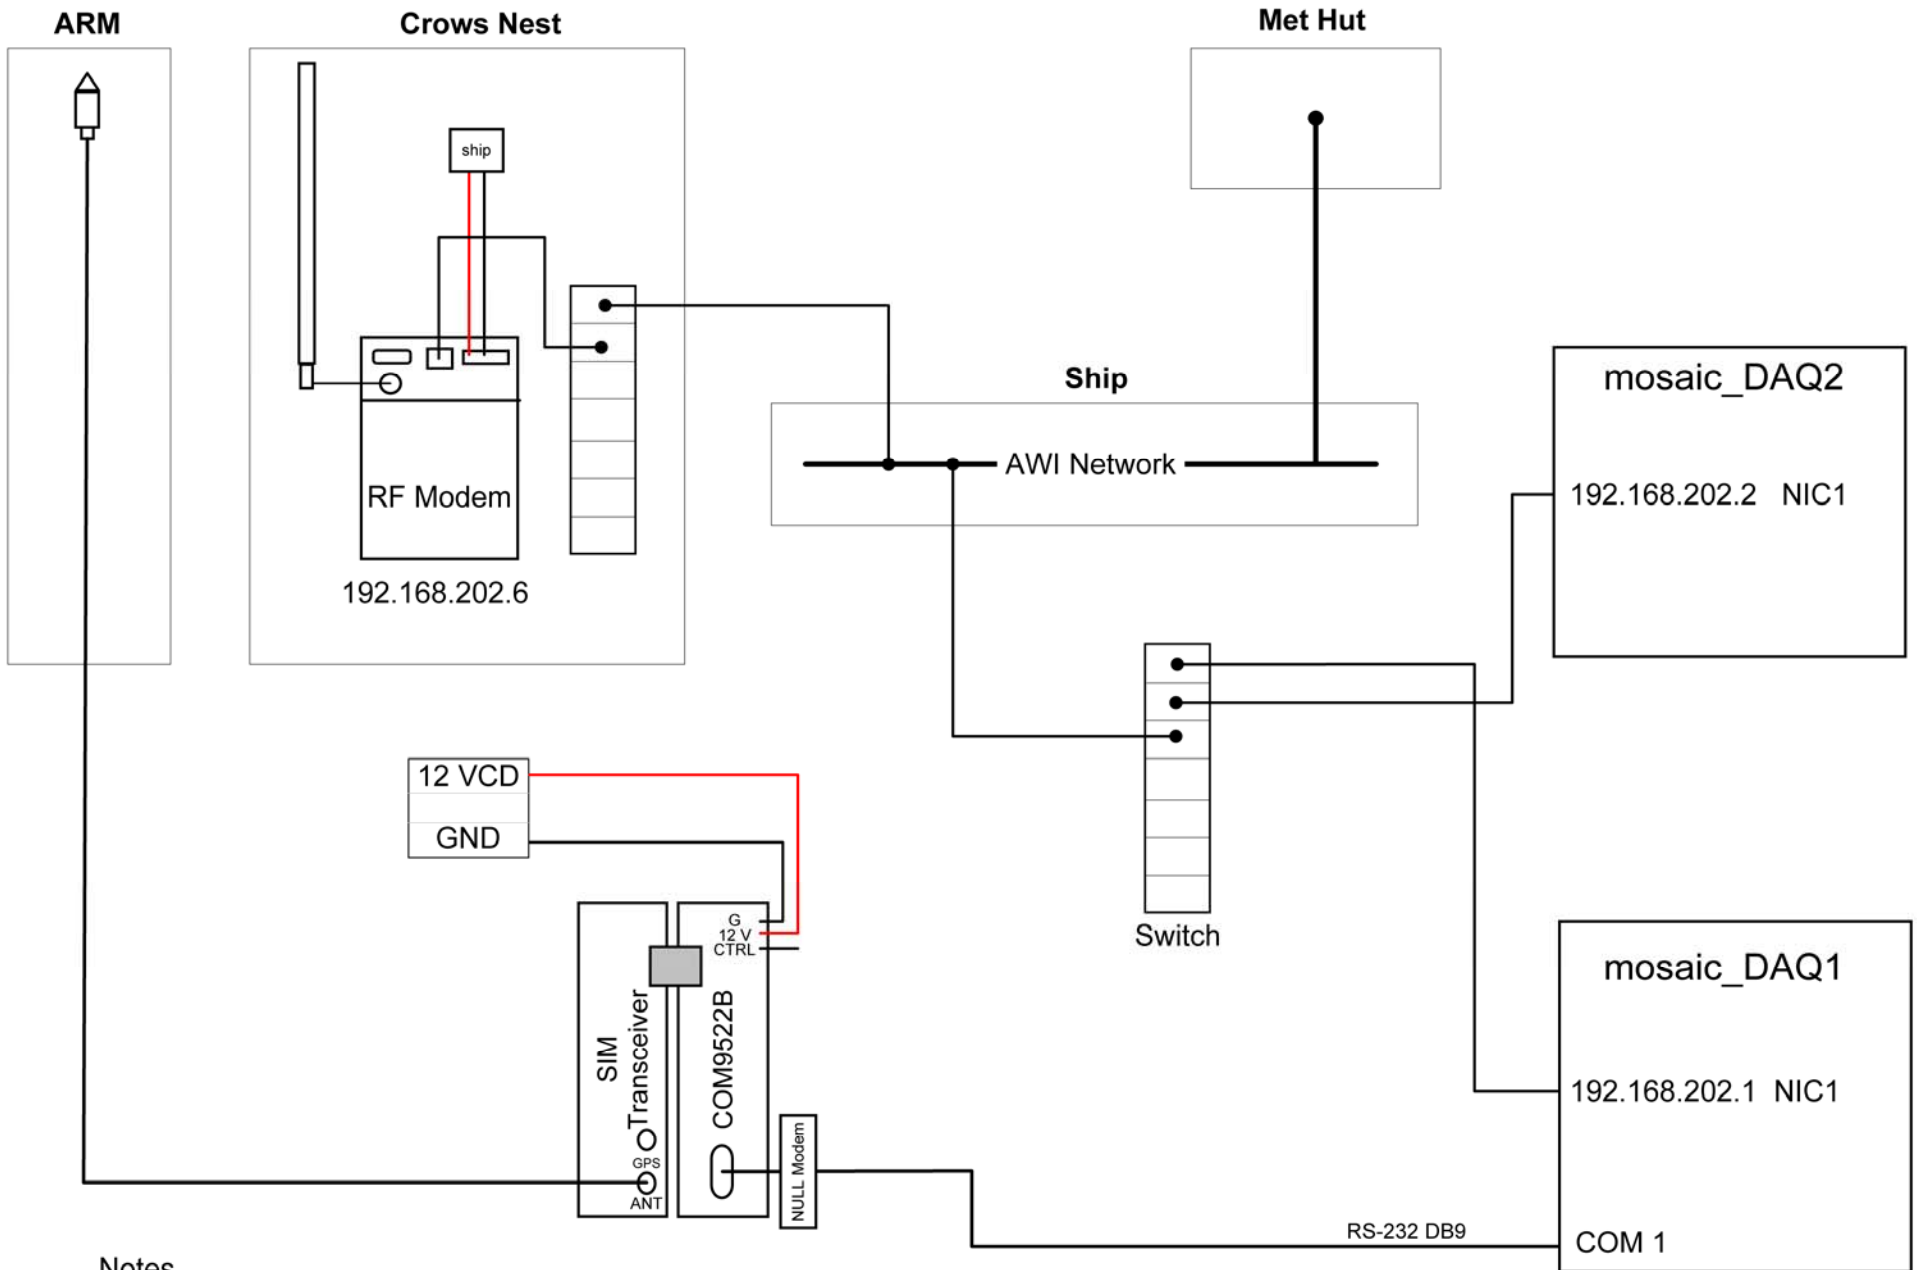 ARM
Crows Nest
Met Hut
ship
RF Modem
192.168.202.6
Ship
AWI Network
mosaic_DAQ2
192.168.202.2 NIC1
12 VCD
GND
Switch
G
12 V
CTRL
SIM
Transceiver
COM9522B
GPS
ANT
NULL Modem
mosaic_DAQ1
192.168.202.1 NIC1
RS-232 DB9
COM 1
Notes